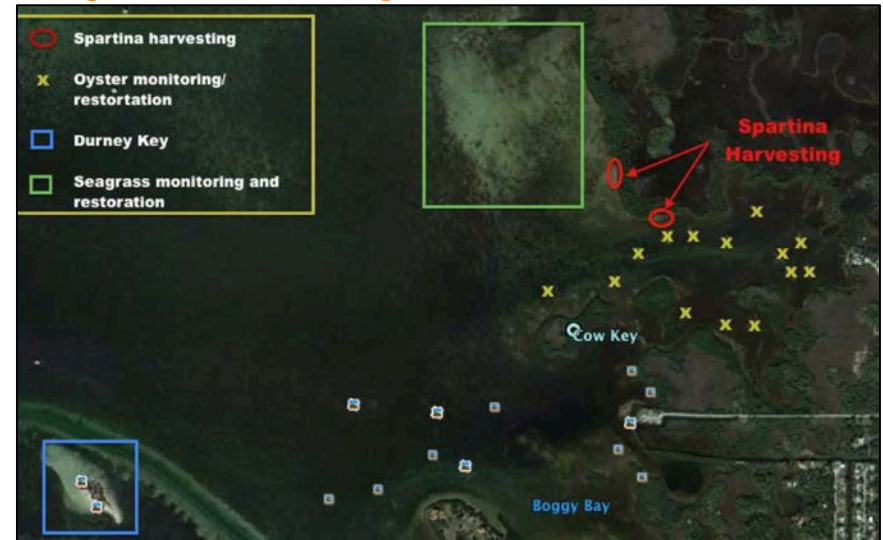 Spartina harvesting
x Oyster monitoring/
restortation
Durney Key
Seagrass monitoring and
restoration
Spartina
Harvesting
x
x x x x
x x
x x
x x
x
x x
Cow Key
Boggy Bay